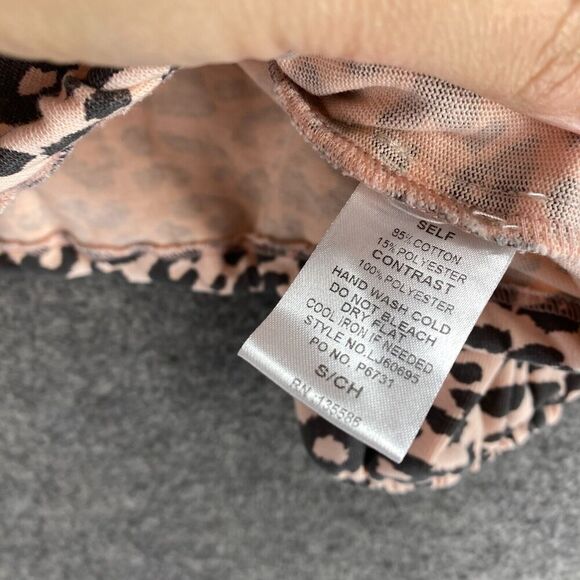 SELF
85% COTTON
15% POLYESTER
CONTRAST
100% POLYESTER
HAND WASH COLD
DO NOT BLEACH
DRY FLAT
COOL IRON IF NEEDED
STYLE NO.LJ60695
PO NO. P6731
S/CH
RN :135586